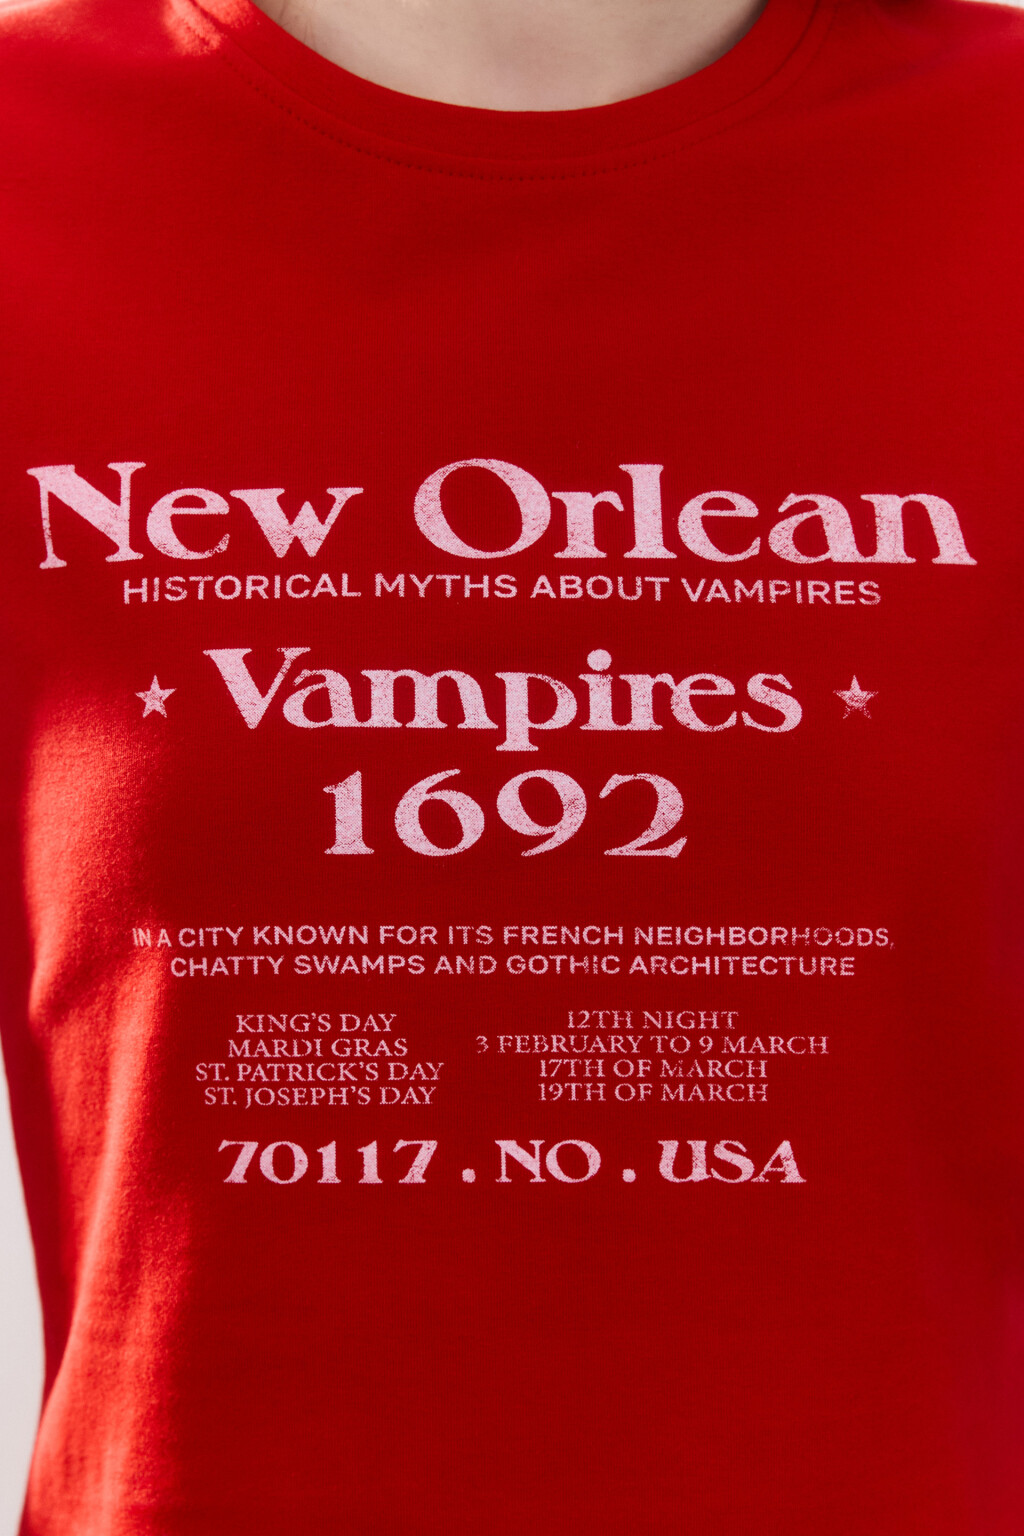 New Orlean
HISTORICAL MYTHS ABOUT VAMPIRES
Vampires
1692
IN A CITY KNOWN FOR ITS FRENCH NEIGHBORHOODS,
CHATTY SWAMPS AND GOTHIC ARCHITECTURE
KING'S DAY 12TH NIGHT
MARDI GRAS 3 FEBRUARY TO 9 MARCH
ST. PATRICK'S DAY 17TH OF MARCH
ST. JOSEPH'S DAY 19TH OF MARCH
70117 . NO . USA